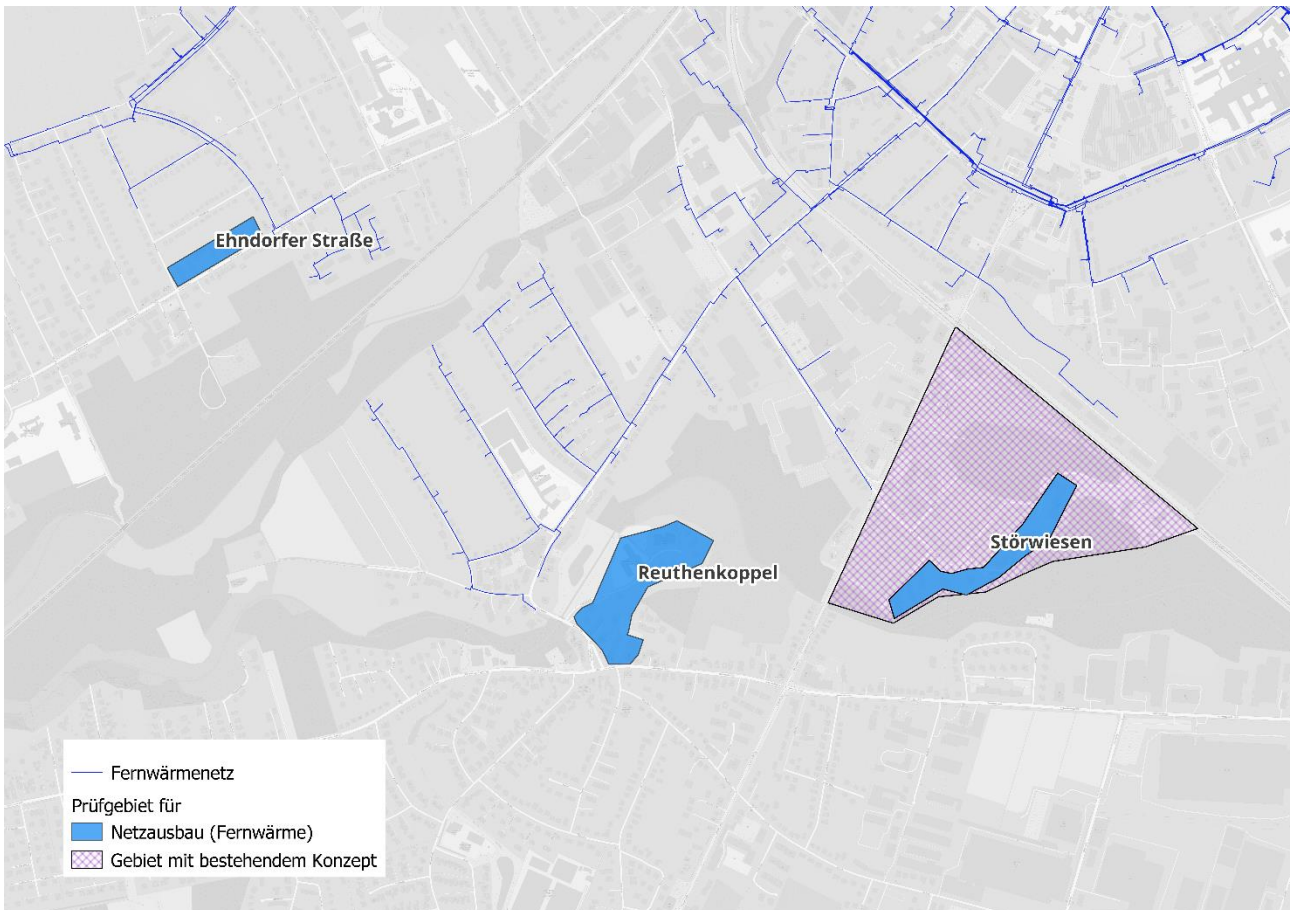 Ehndorfer Straße
Störwiesen
Reuthenkoppel
Fernwärmenetz
Prüfgebiet für
Netzausbau (Fernwärme)
Gebiet mit bestehendem Konzept